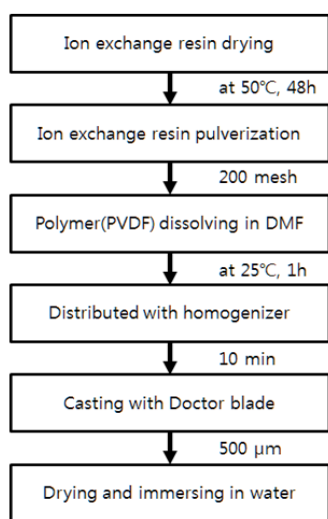 Ion exchange resin drying
at 50℃, 48h
Ion exchange resin pulverization
200 mesh
Polymer(PVDF) dissolving in DMF
at 25℃, 1h
Distributed with homogenizer
10 min
Casting with Doctor blade
500 μm
Drying and immersing in water